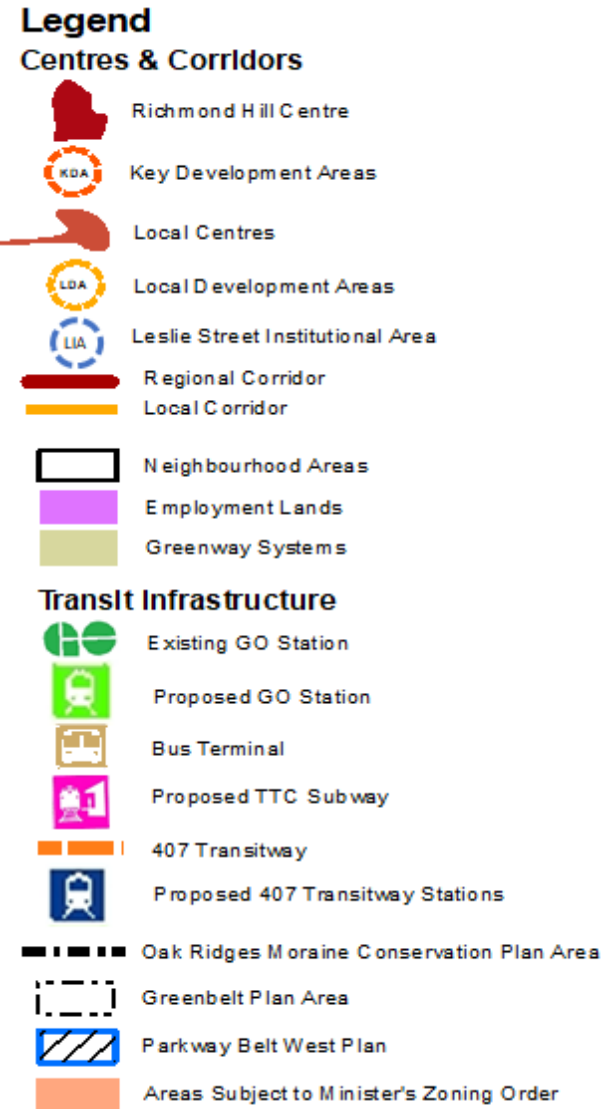 Legend
Centres & Corridors
Richmond Hill Centre
KDA Key Development Areas
Local Centres
LDA Local Development Areas
LIA Leslie Street Institutional Area
Regional Corridor
Local Corridor
Neighbourhood Areas
Employment Lands
Greenway Systems
Transit Infrastructure
GO Existing GO Station
Proposed GO Station
Bus Terminal
Proposed TTC Subway
407 Transitway
Proposed 407 Transitway Stations
Oak Ridges Moraine Conservation Plan Area
Greenbelt Plan Area
Parkway Belt West Plan
Areas Subject to Minister's Zoning Order